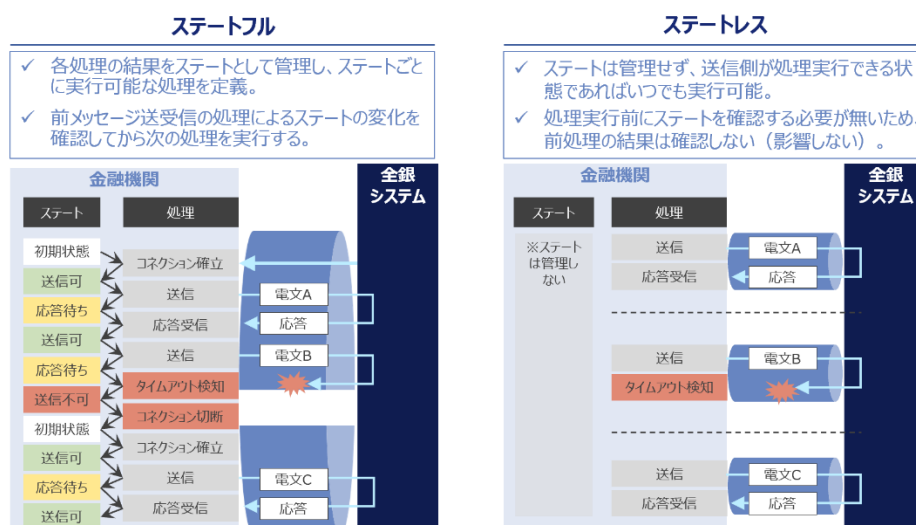 ステートフル
✓ 各処理の結果をステートとして管理し、ステートごと
に実行可能な処理を定義。
✓ 前メッセージ送受信の処理によるステートの変化を
確認してから次の処理を実行する。
金融機関
全銀
システム
ステート
処理
初期状態
コネクション確立
送信可
送信
電文A
応答待ち
応答受信
応答
送信可
送信
電文B
応答待ち
タイムアウト検知
送信不可
コネクション切断
初期状態
コネクション確立
送信可
送信
電文C
応答待ち
応答受信
応答
送信可
ステートレス
✓ ステートは管理せず、送信側が処理実行できる状
態であればいつでも実行可能。
✓ 処理実行前にステートを確認する必要が無いため、
前処理の結果は確認しない（影響しない）。
金融機関
全銀
システム
ステート
処理
※ステート
は管理し
ない
送信
電文A
応答受信
応答
送信
電文B
タイムアウト検知
送信
電文C
応答受信
応答